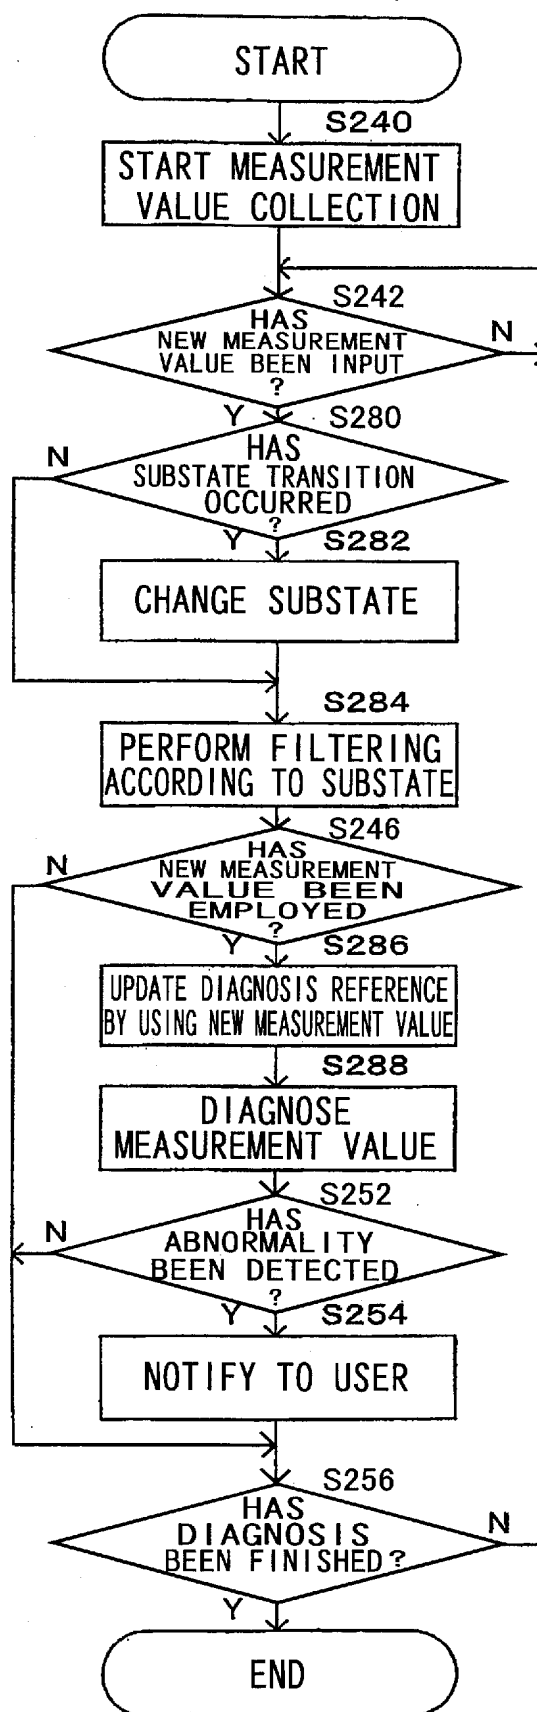 START
S240
START MEASUREMENT
VALUE COLLECTION
S242
HAS
NEW MEASUREMENT
VALUE BEEN INPUT
?
N
Y
S280
HAS
SUBSTATE TRANSITION
OCCURRED
?
N
Y
S282
CHANGE SUBSTATE
S284
PERFORM FILTERING
ACCORDING TO SUBSTATE
S246
HAS
NEW MEASUREMENT
VALUE BEEN
EMPLOYED
?
N
Y
S286
UPDATE DIAGNOSIS REFERENCE
BY USING NEW MEASUREMENT VALUE
S288
DIAGNOSE
MEASUREMENT VALUE
S252
HAS
ABNORMALITY
BEEN DETECTED
?
N
Y
S254
NOTIFY TO USER
S256
HAS
DIAGNOSIS
BEEN FINISHED?
N
Y
END